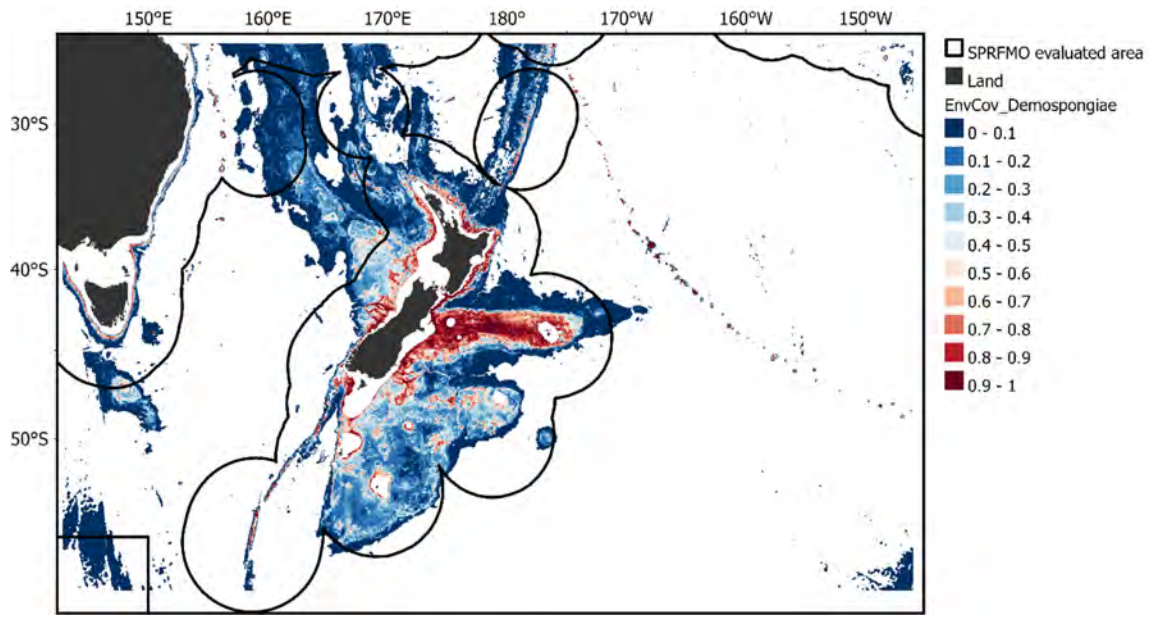 150°E 160°E 170°E 180° 170°W 160°W 150°W
30°S
40°S
50°S
SPRFMO evaluated area
Land
EnvCov_Demospongiae
0 - 0.1
0.1 - 0.2
0.2 - 0.3
0.3 - 0.4
0.4 - 0.5
0.5 - 0.6
0.6 - 0.7
0.7 - 0.8
0.8 - 0.9
0.9 - 1